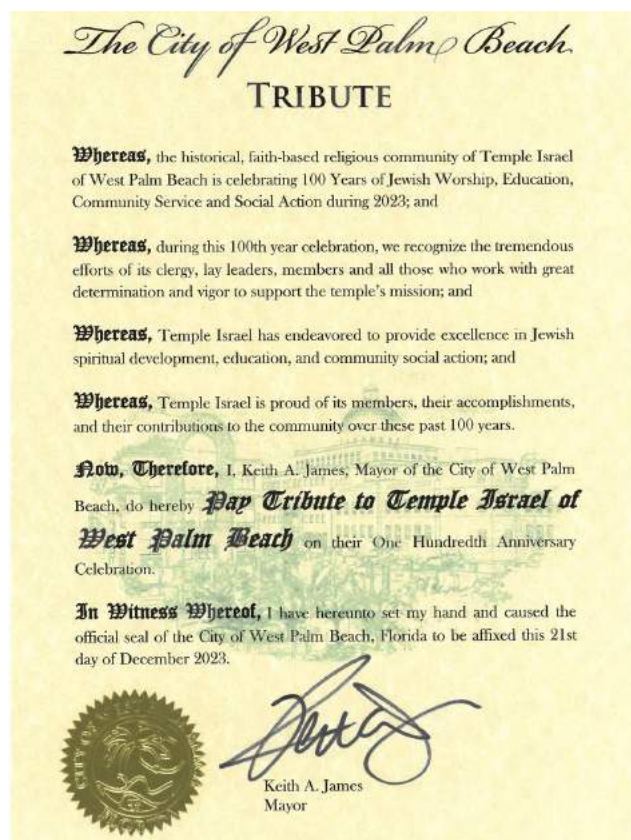 The City of West Palm Beach
TRIBUTE
Whereas, the historical, faith-based religious community of Temple Israel
of West Palm Beach is celebrating 100 Years of Jewish Worship, Education,
Community Service and Social Action during 2023; and
Whereas, during this 100th year celebration, we recognize the tremendous
efforts of its clergy, lay leaders, members and all those who work with great
determination and vigor to support the temple's mission; and
Whereas, Temple Israel has endeavored to provide excellence in Jewish
spiritual development, education, and community social action; and
Whereas, Temple Israel is proud of its members, their accomplishments,
and their contributions to the community over these past 100 years.
Now, Therefore, I, Keith A. James, Mayor of the City of West Palm
Beach, do hereby Pay Tribute to Temple Israel of
West Palm Beach on their One Hundredth Anniversary
Celebration.
In Witness Whereof, I have hereunto set my hand and caused the
official seal of the City of West Palm Beach, Florida to be affixed this 21st
day of December 2023.
Keith A. James
Mayor